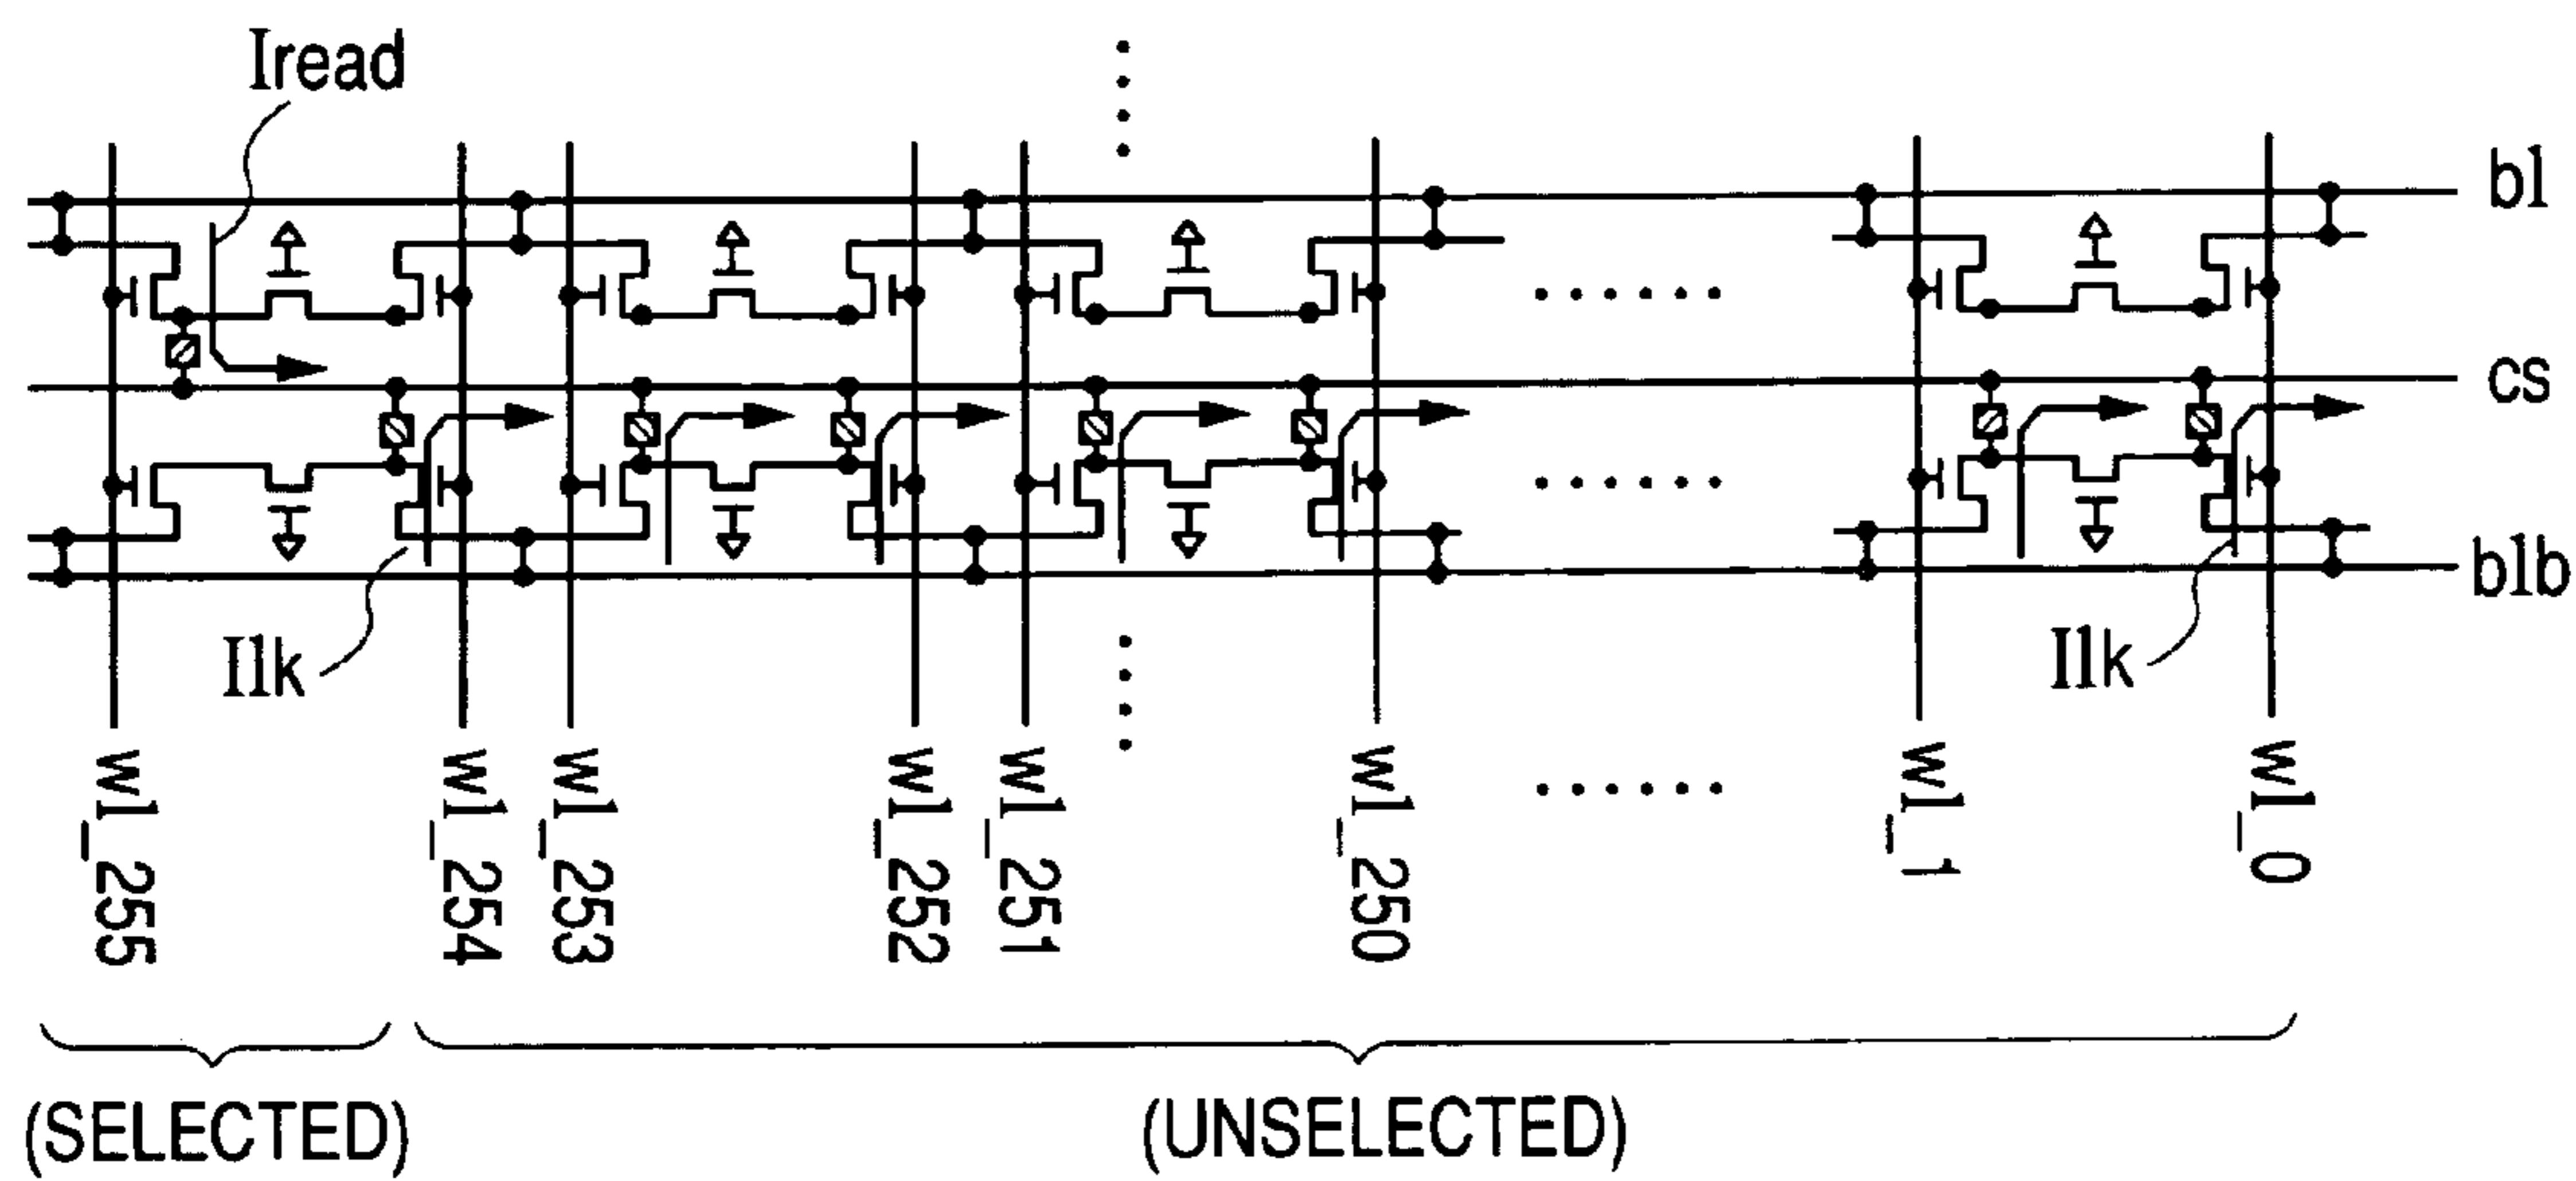 Iread
bl
cs
blb
Ilk
Ilk
wl_255
wl_254
wl_253
wl_252
wl_251
wl_250
wl_1
wl_0
(SELECTED)
(UNSELECTED)